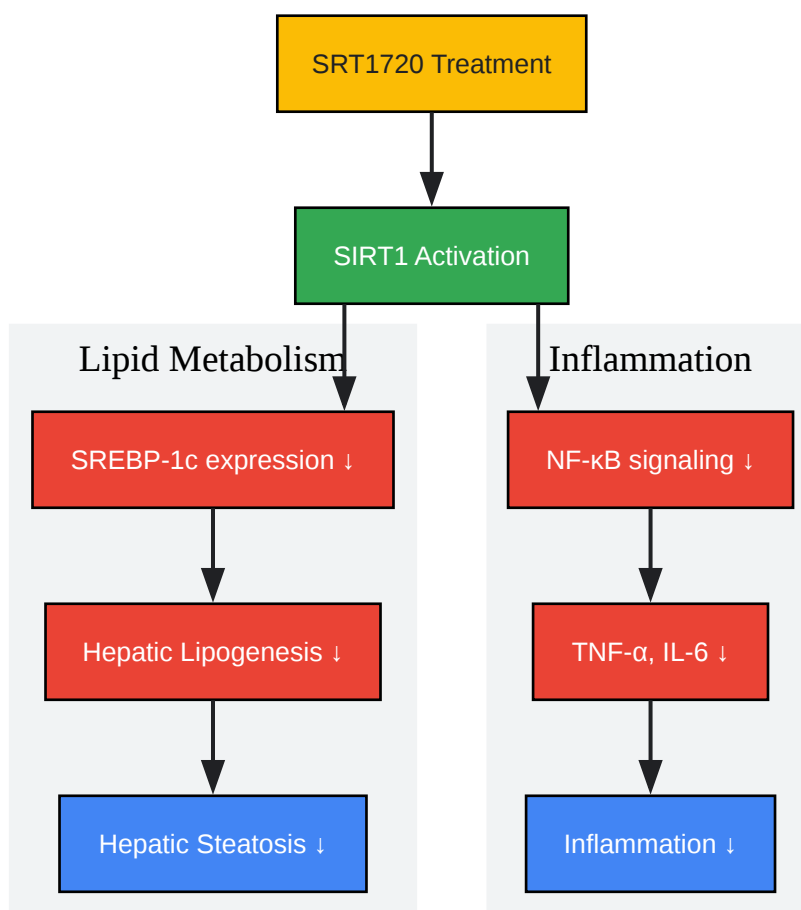 SRT1720 Treatment
SIRT1 Activation
Lipid Metabolism
SREBP-1c expression ↓
Hepatic Lipogenesis ↓
Hepatic Steatosis ↓
Inflammation
NF-κB signaling ↓
TNF-α, IL-6 ↓
Inflammation ↓